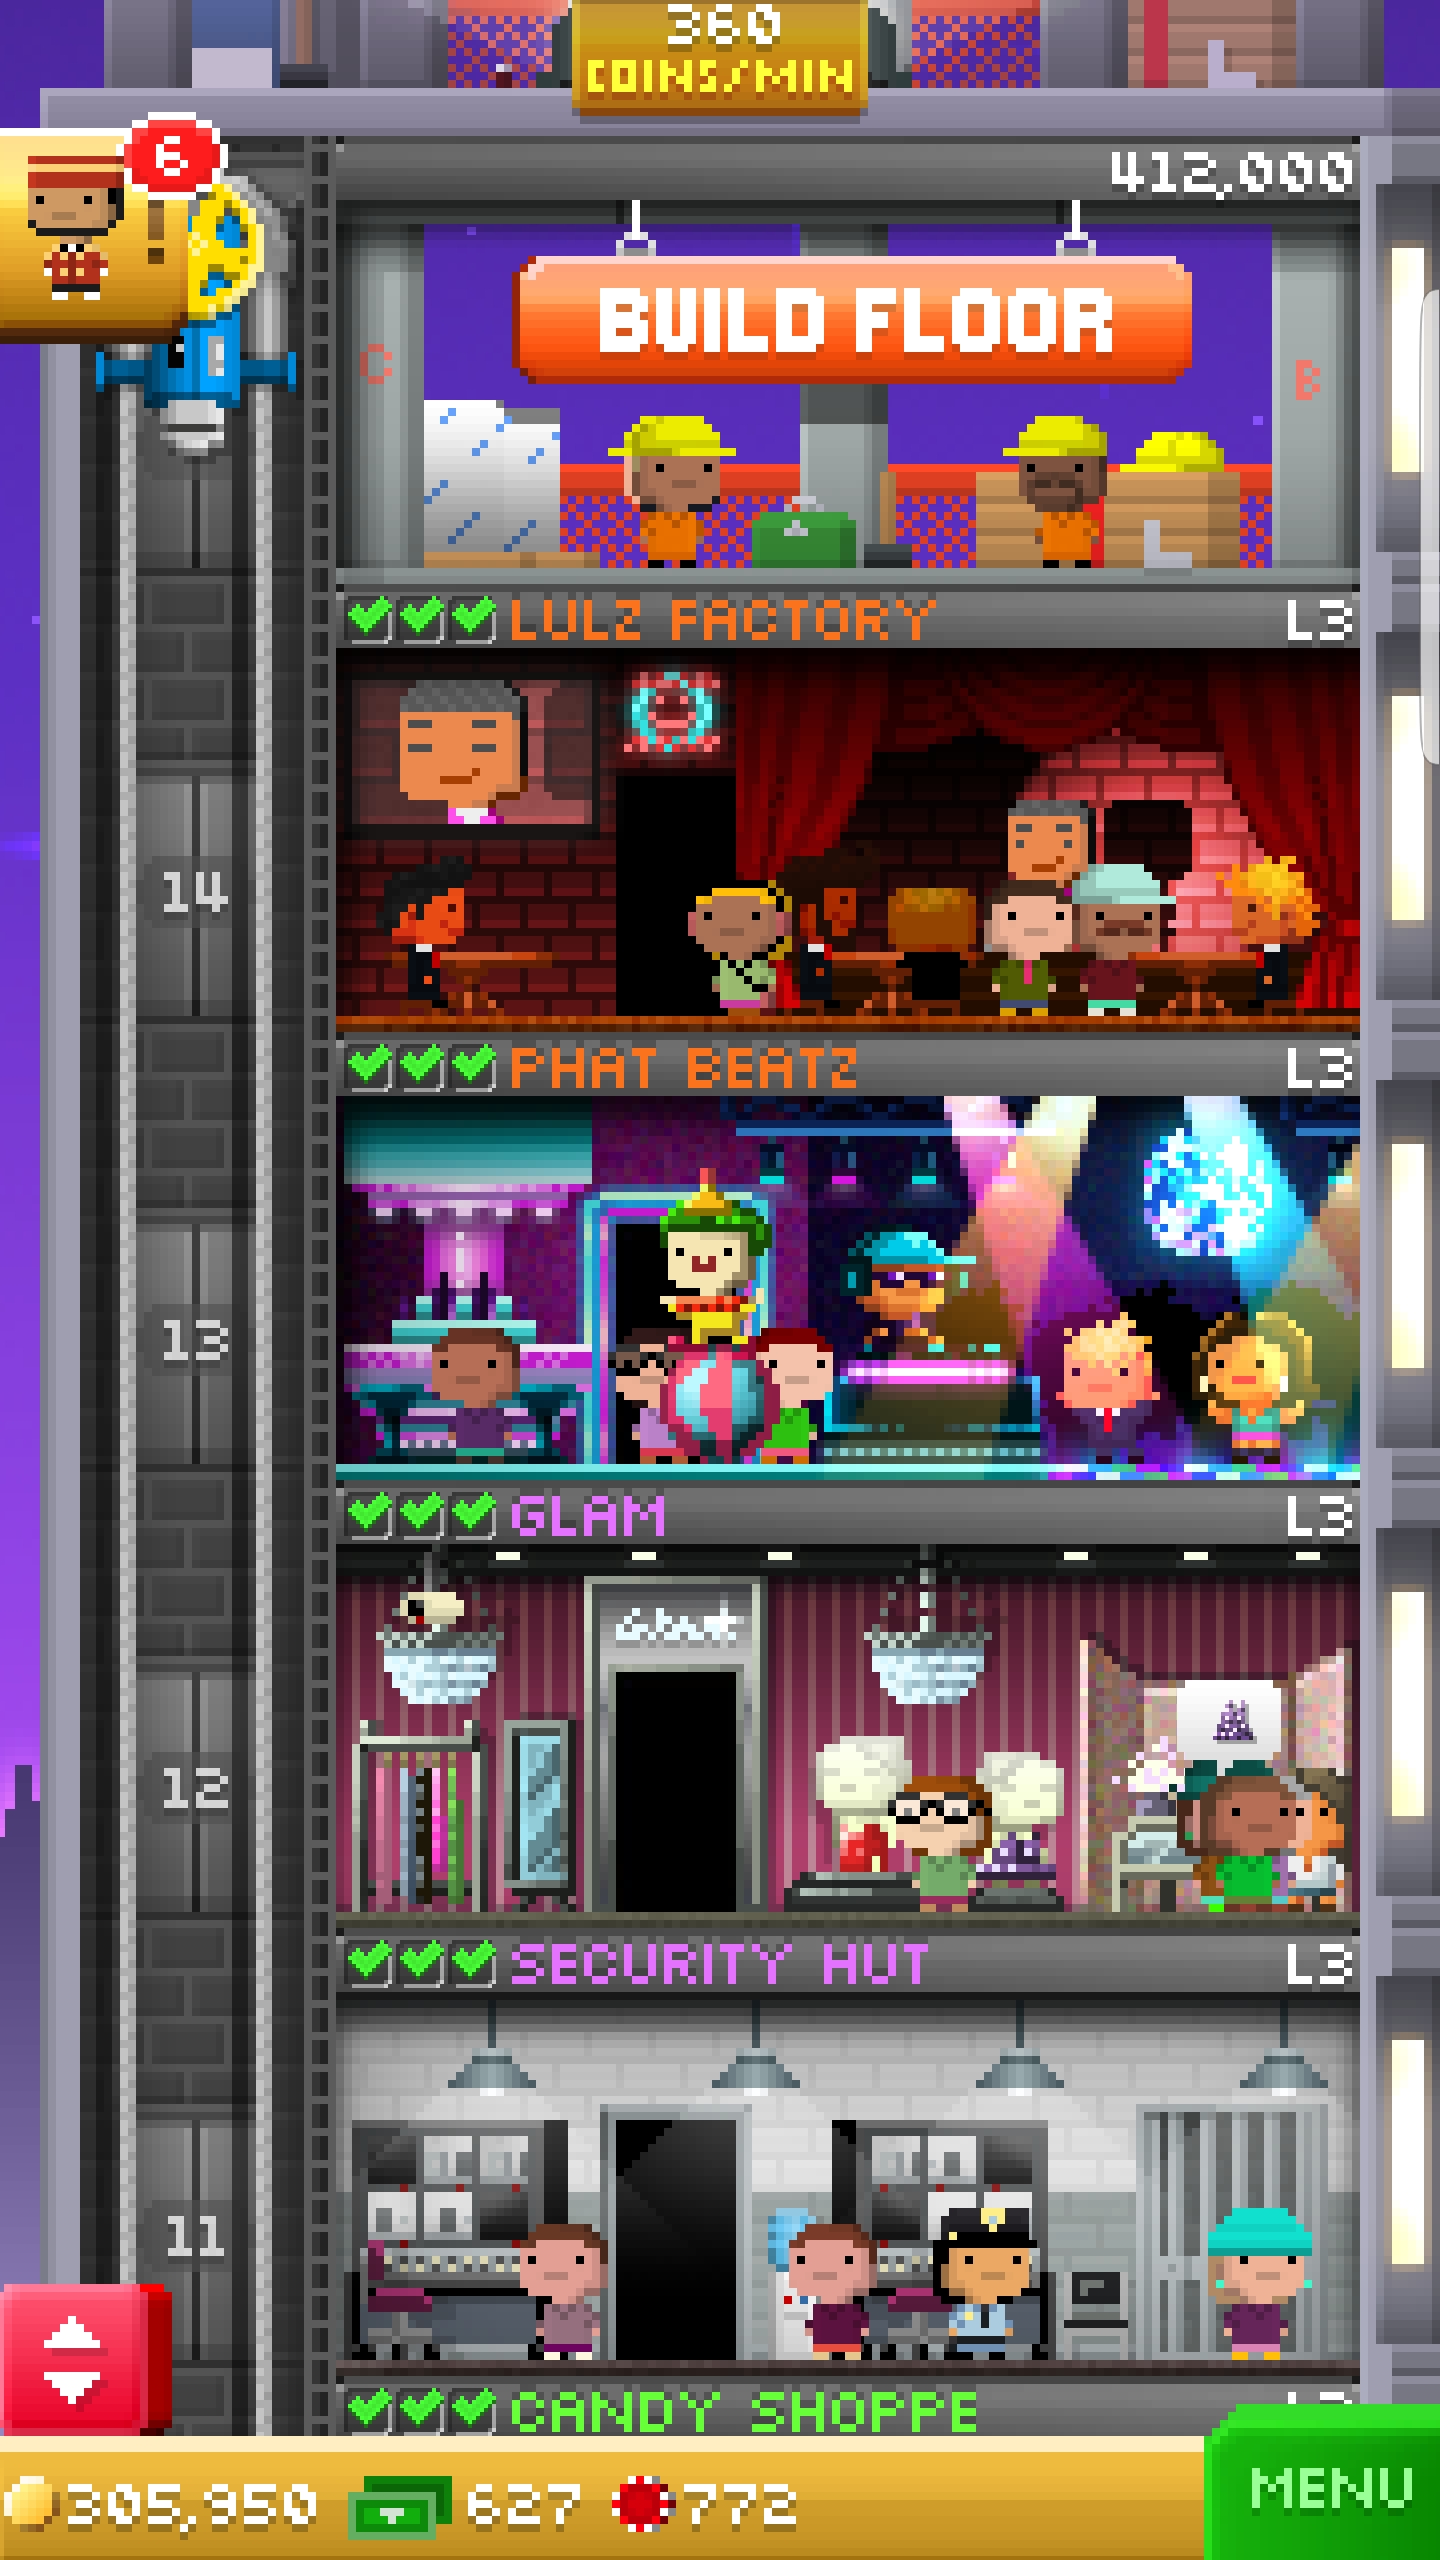 360
COINS/MIN
6
!
412,000
BUILD FLOOR
C
B
LULZ FACTORY L3
14
PHAT BEATZ L3
13
GLAM L3
12
SECURITY HUT L3
11
CANDY SHOPPE
305,950 627 772
MENU